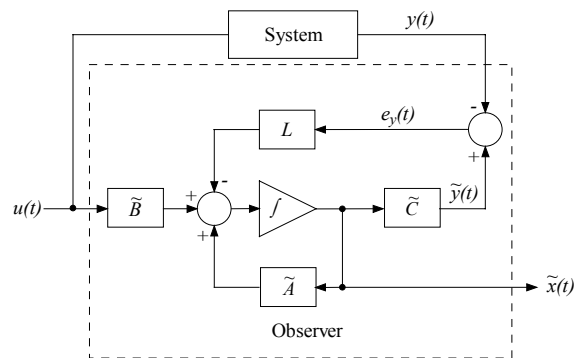 System
y(t)
-
L
e_y(t)
-
+
u(t)
B̃
+
+
∫
C̃
ỹ(t)
Ã
x̃(t)
Observer